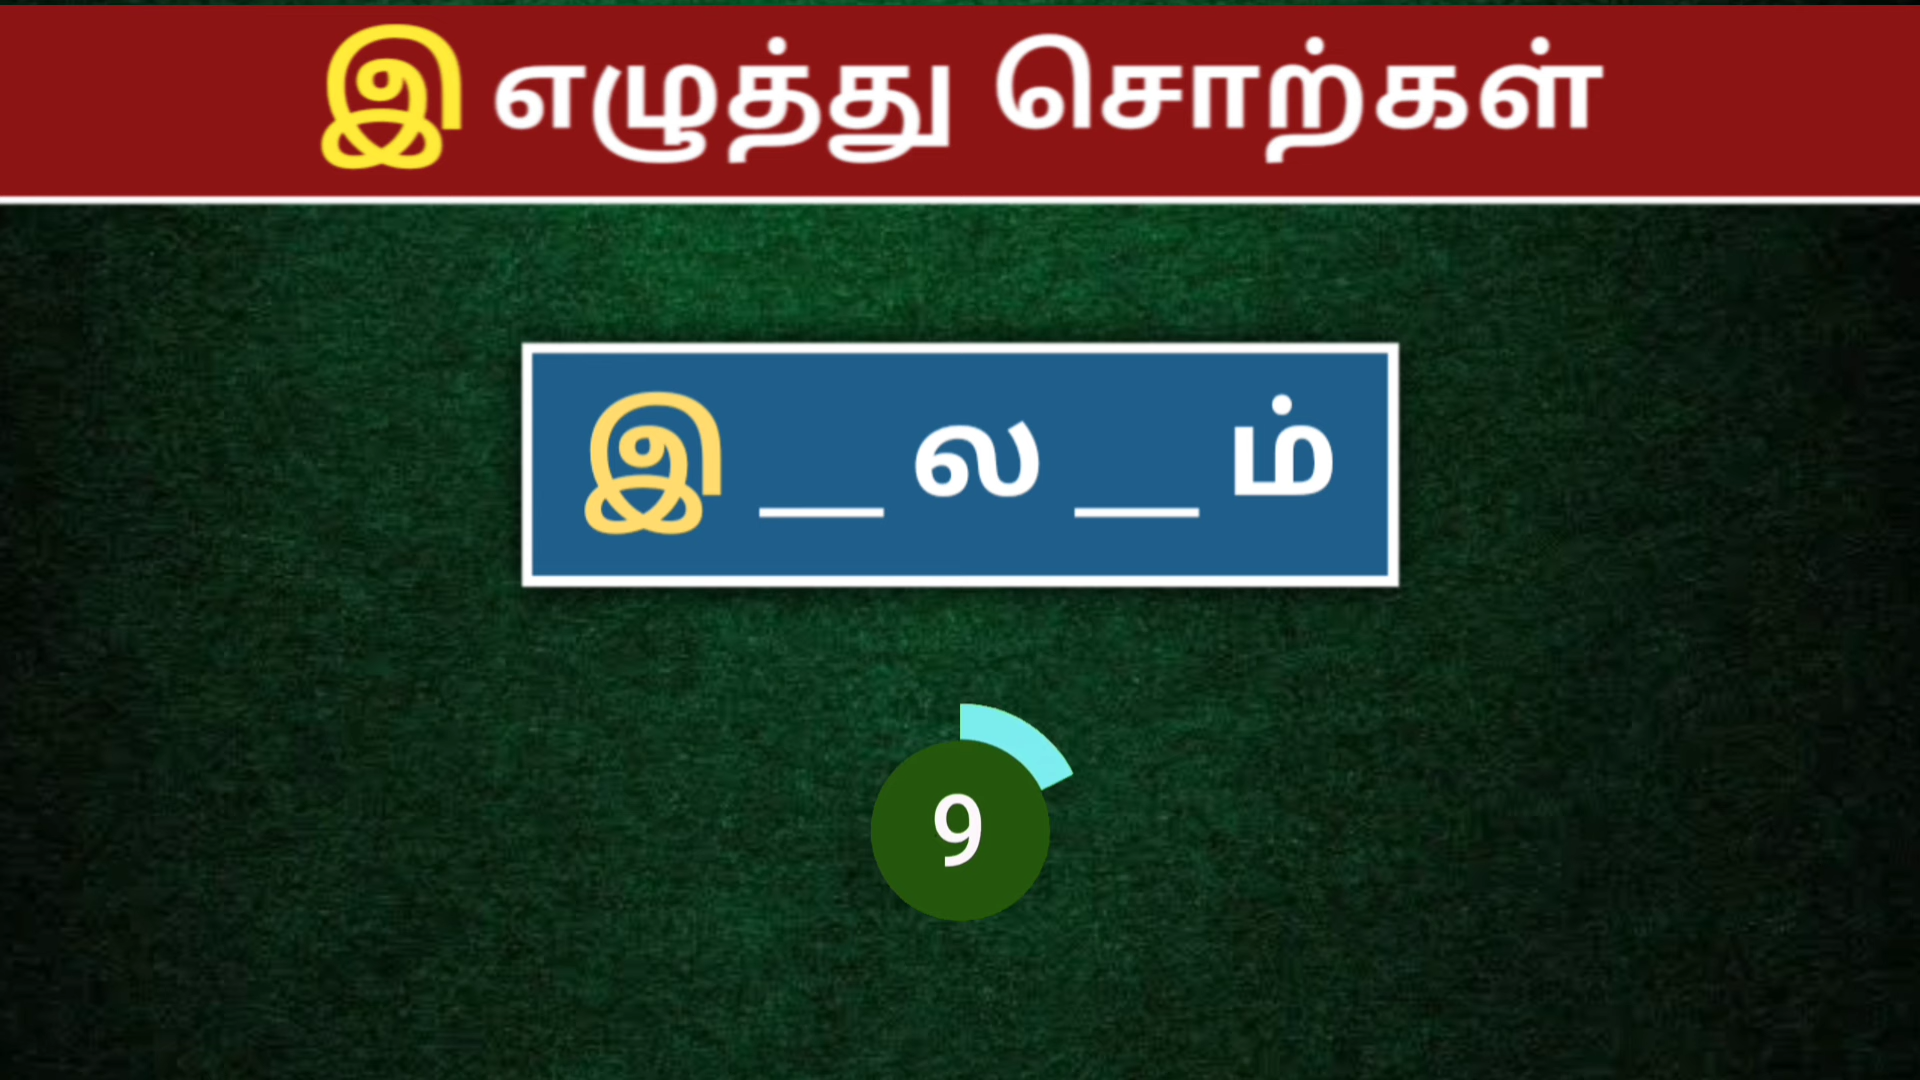 இ எழுத்து சொற்கள்
இ __ ல __ ம்
9